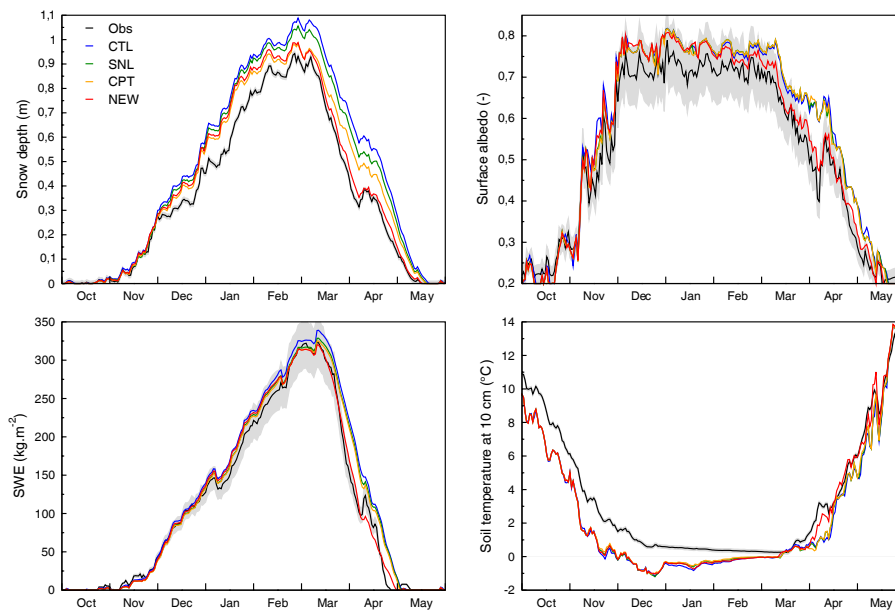 Snow depth (m)
1,1
1
0,9
0,8
0,7
0,6
0,5
0,4
0,3
0,2
0,1
0
Obs
CTL
SNL
CPT
NEW
Oct Nov Dec Jan Feb Mar Apr May
Surface albedo (-)
0,8
0,7
0,6
0,5
0,4
0,3
0,2
Oct Nov Dec Jan Feb Mar Apr May
SWE (kg.m-2)
350
300
250
200
150
100
50
0
Oct Nov Dec Jan Feb Mar Apr May
Soil temperature at 10 cm (°C)
14
12
10
8
6
4
2
0
-2
Oct Nov Dec Jan Feb Mar Apr May